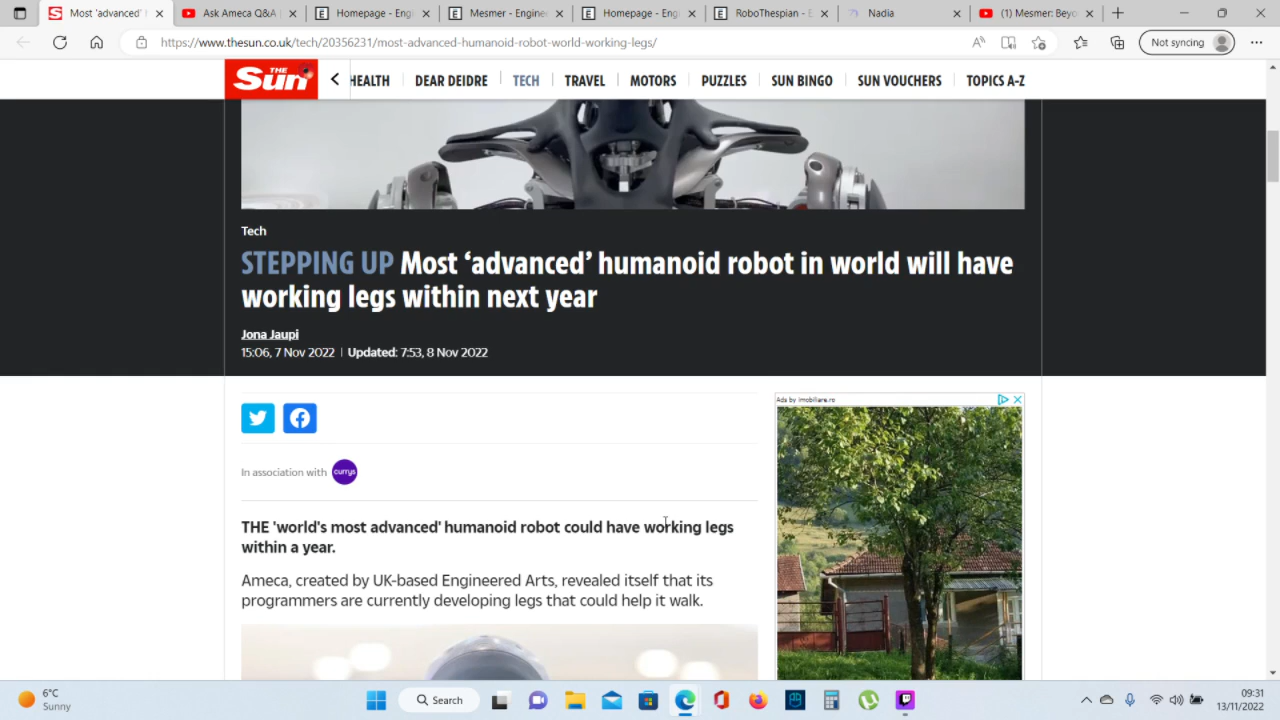 Most 'advanced' h
Ask Ameca Q&A |
Homepage - Eng
Mesmer - Enginee
Homepage - Eng
RoboThespian - E
Nadia
(1) Mesmer: Beyo
https://www.thesun.co.uk/tech/20356231/most-advanced-humanoid-robot-world-working-legs/
Not syncing
THE
Sun
HEALTH
DEAR DEIDRE
TECH
TRAVEL
MOTORS
PUZZLES
SUN BINGO
SUN VOUCHERS
TOPICS A-Z
Tech
STEPPING UP Most ‘advanced’ humanoid robot in world will have
working legs within next year
Jona Jaupi
15:06, 7 Nov 2022 | Updated: 7:53, 8 Nov 2022
In association with currys
Ads by imobiliare.ro
THE 'world's most advanced' humanoid robot could have working legs
within a year.
Ameca, created by UK-based Engineered Arts, revealed itself that its
programmers are currently developing legs that could help it walk.
6°C
Sunny
Search
09:31
13/11/2022